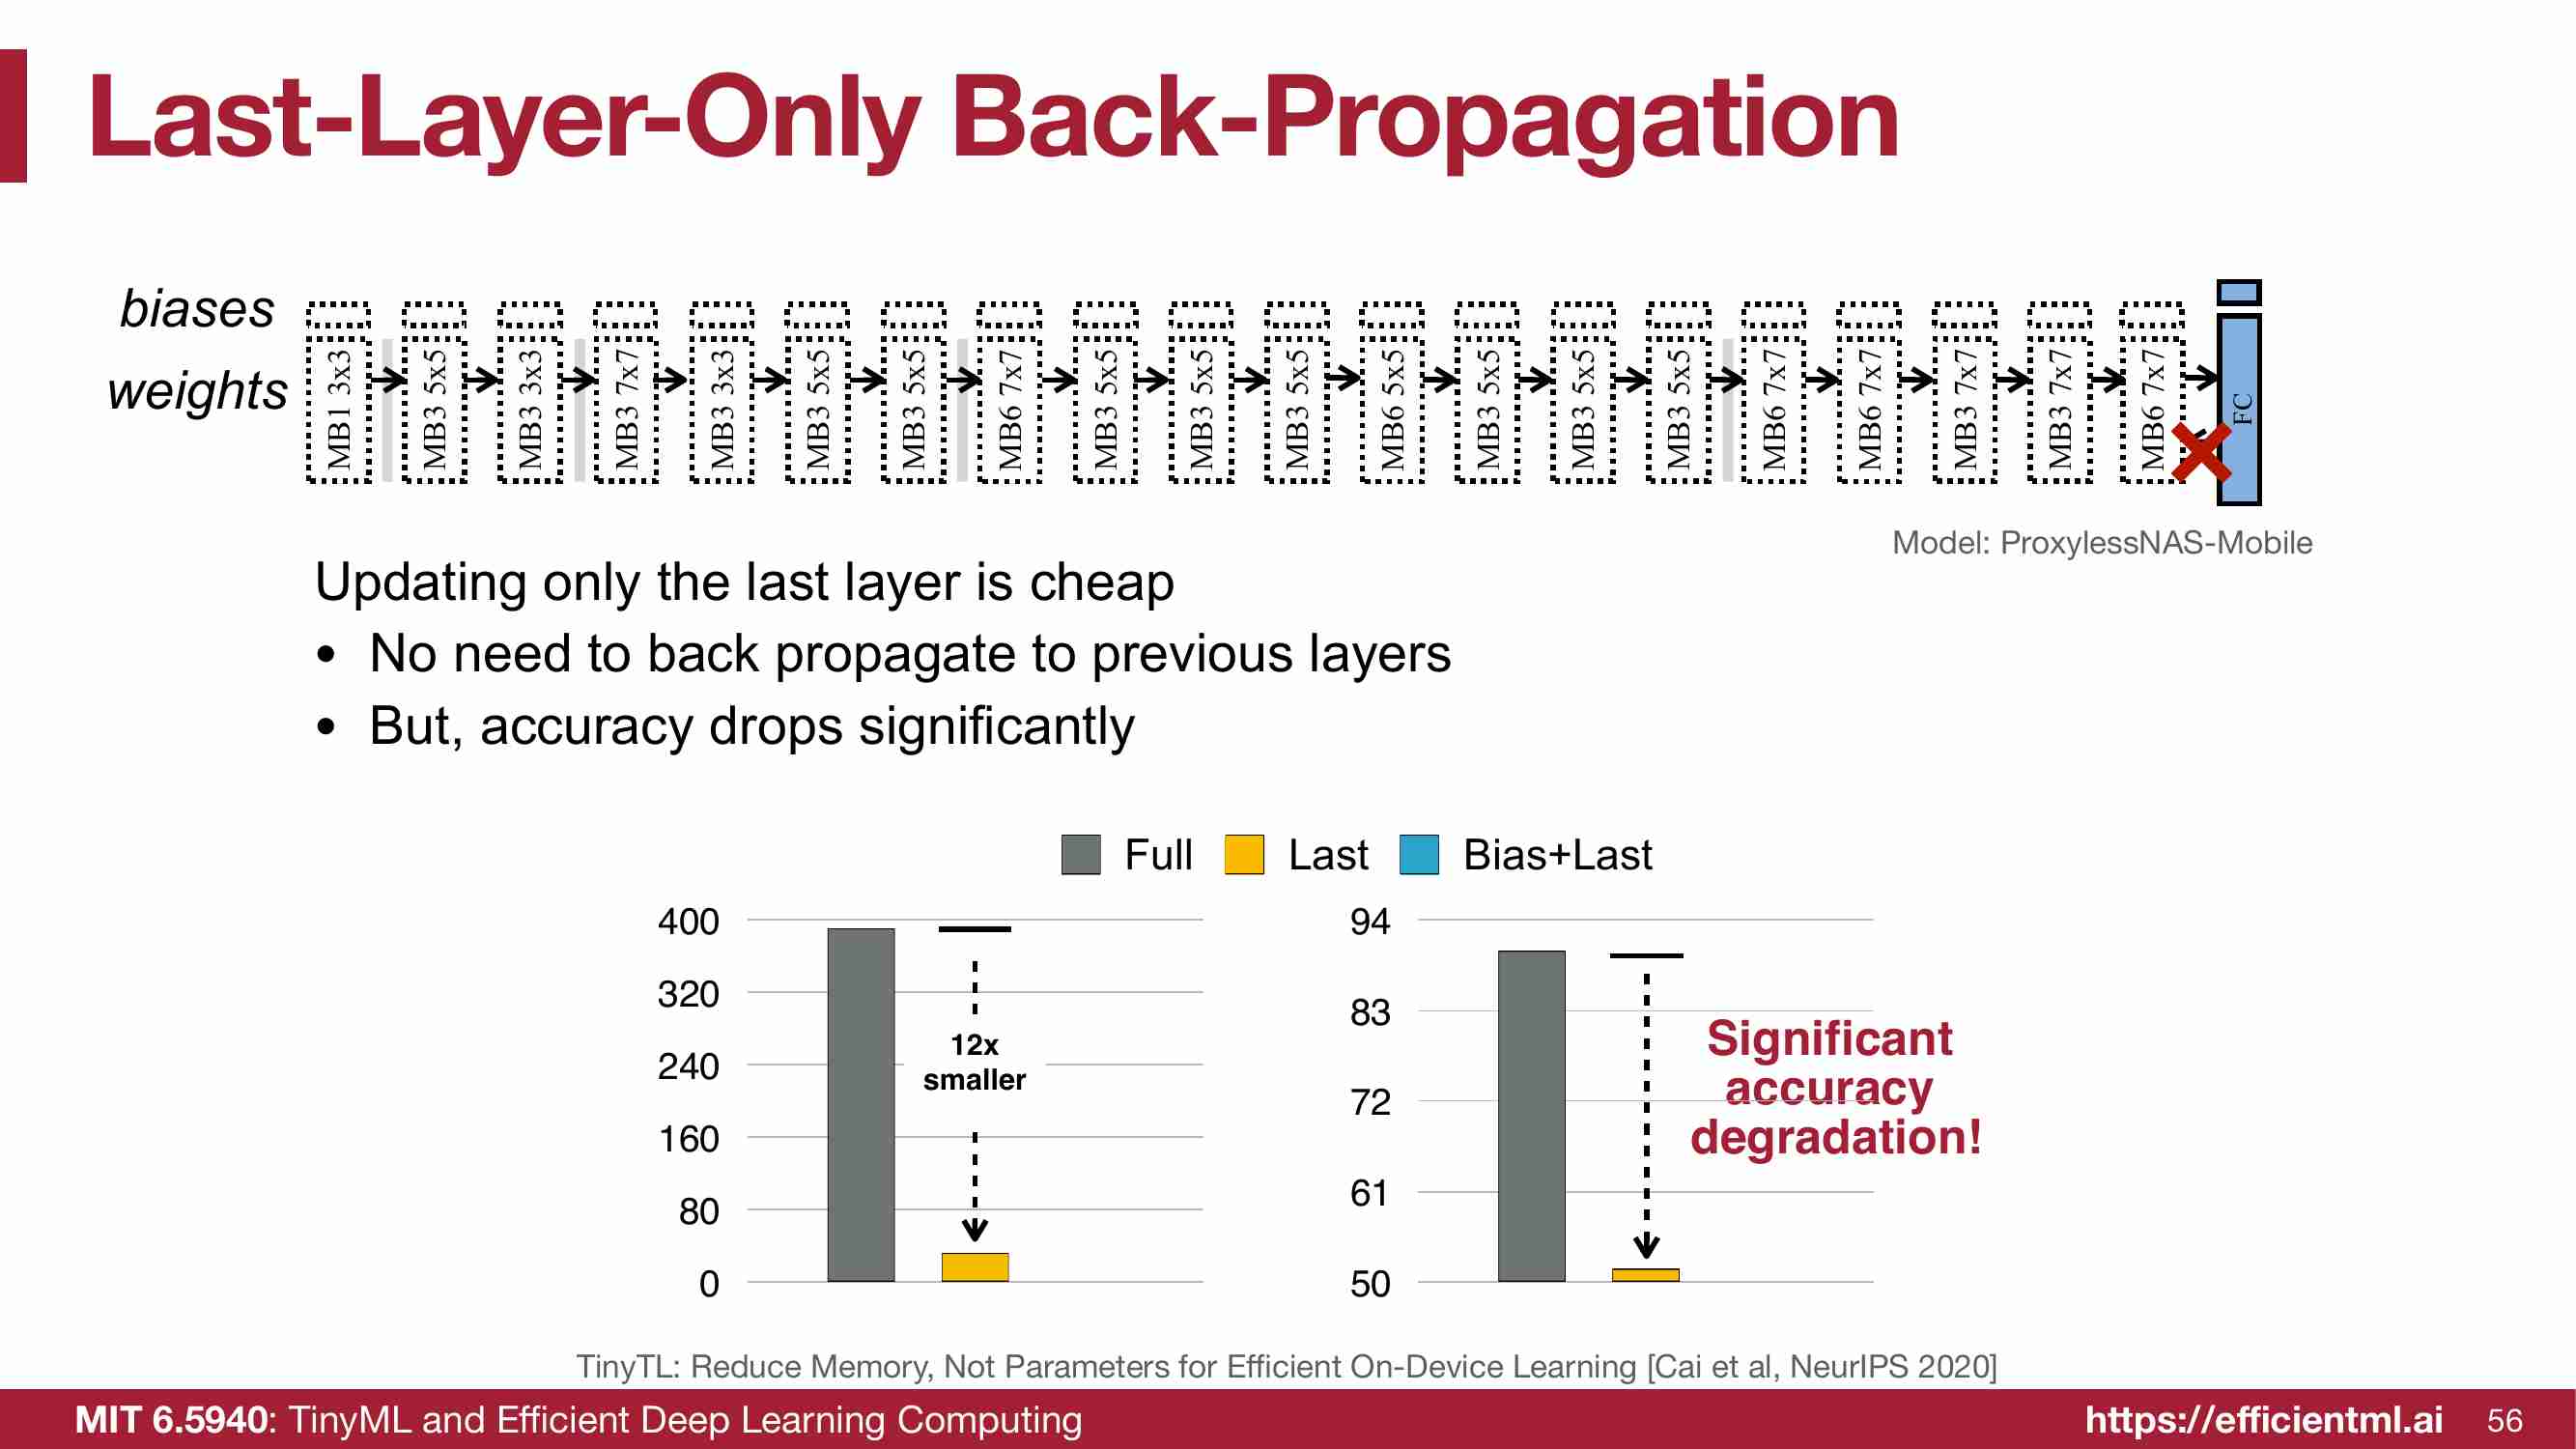 Last-Layer-Only Back-Propagation
biases
weights
MB1 3x3
MB3 5x5
MB3 3x3
MB3 7x7
MB3 3x3
MB3 5x5
MB3 5x5
MB6 7x7
MB3 5x5
MB3 5x5
MB3 5x5
MB6 5x5
MB3 5x5
MB3 5x5
MB3 5x5
MB6 7x7
MB6 7x7
MB3 7x7
MB3 7x7
MB6 7x7
FC
Model: ProxylessNAS-Mobile
Updating only the last layer is cheap
• No need to back propagate to previous layers
• But, accuracy drops significantly
Full Last Bias+Last
400
320
240
160
80
0
12x
smaller
94
83
72
61
50
Significant
accuracy
degradation!
TinyTL: Reduce Memory, Not Parameters for Efficient On-Device Learning [Cai et al, NeurIPS 2020]
MIT 6.5940: TinyML and Efficient Deep Learning Computing
https://efficientml.ai 56